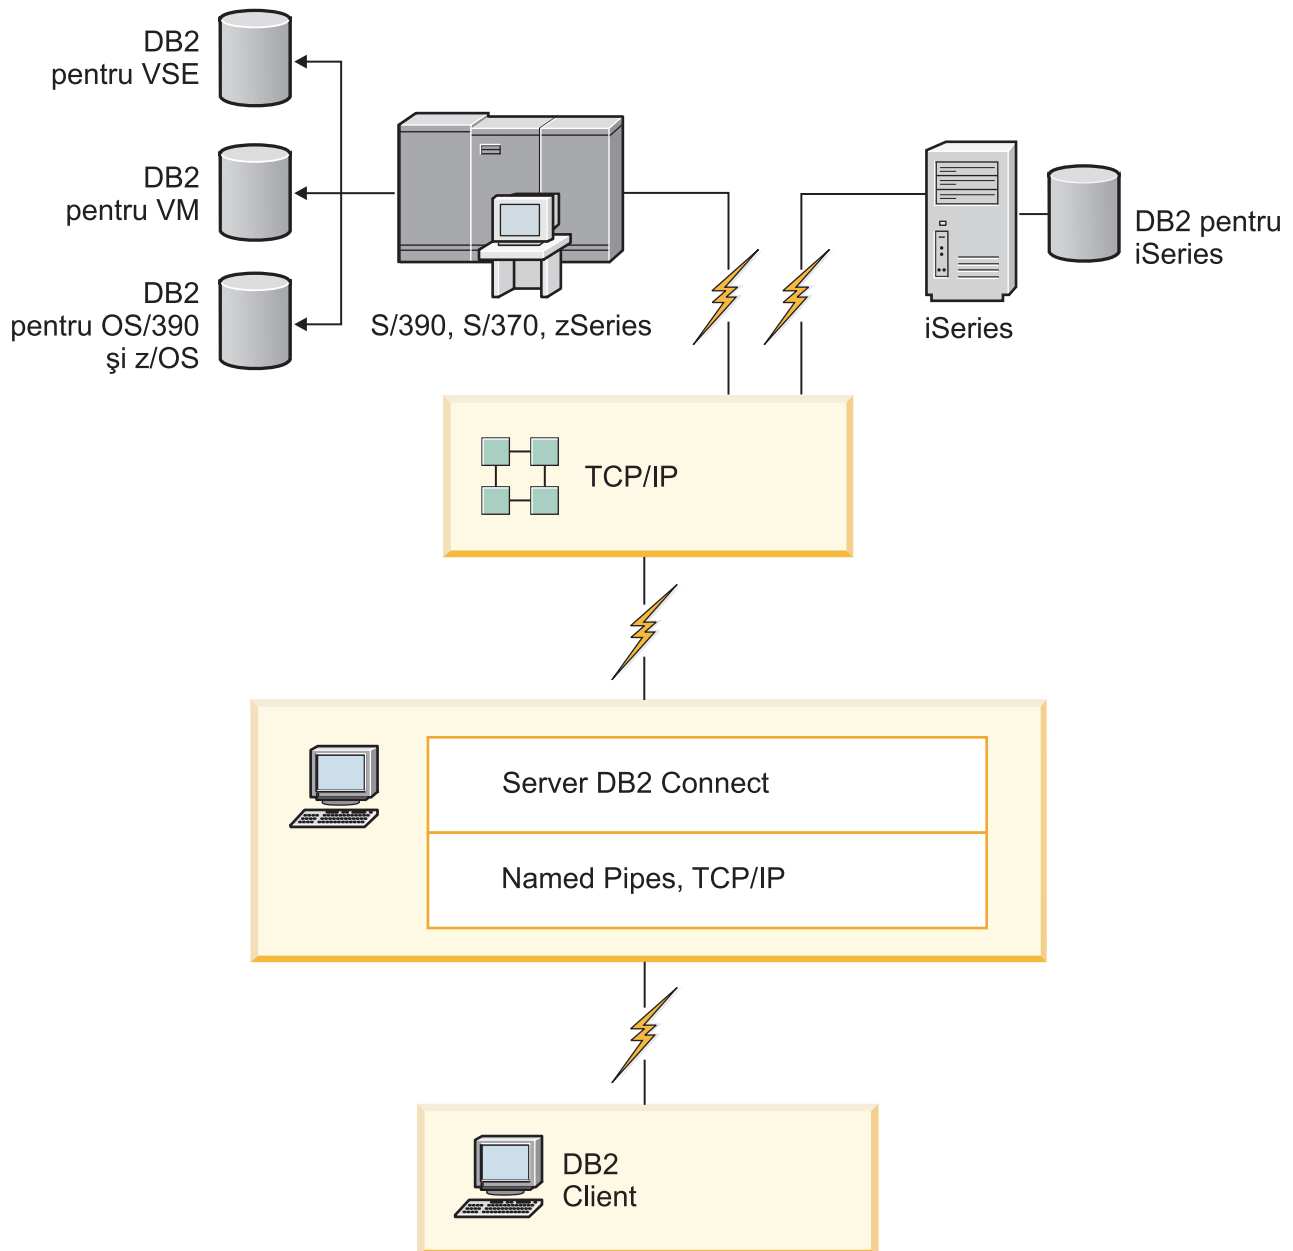 DB2
pentru VSE
DB2
pentru VM
DB2
pentru OS/390
şi z/OS
S/390, S/370, zSeries
iSeries
DB2 pentru
iSeries
TCP/IP
Server DB2 Connect
Named Pipes, TCP/IP
DB2
Client